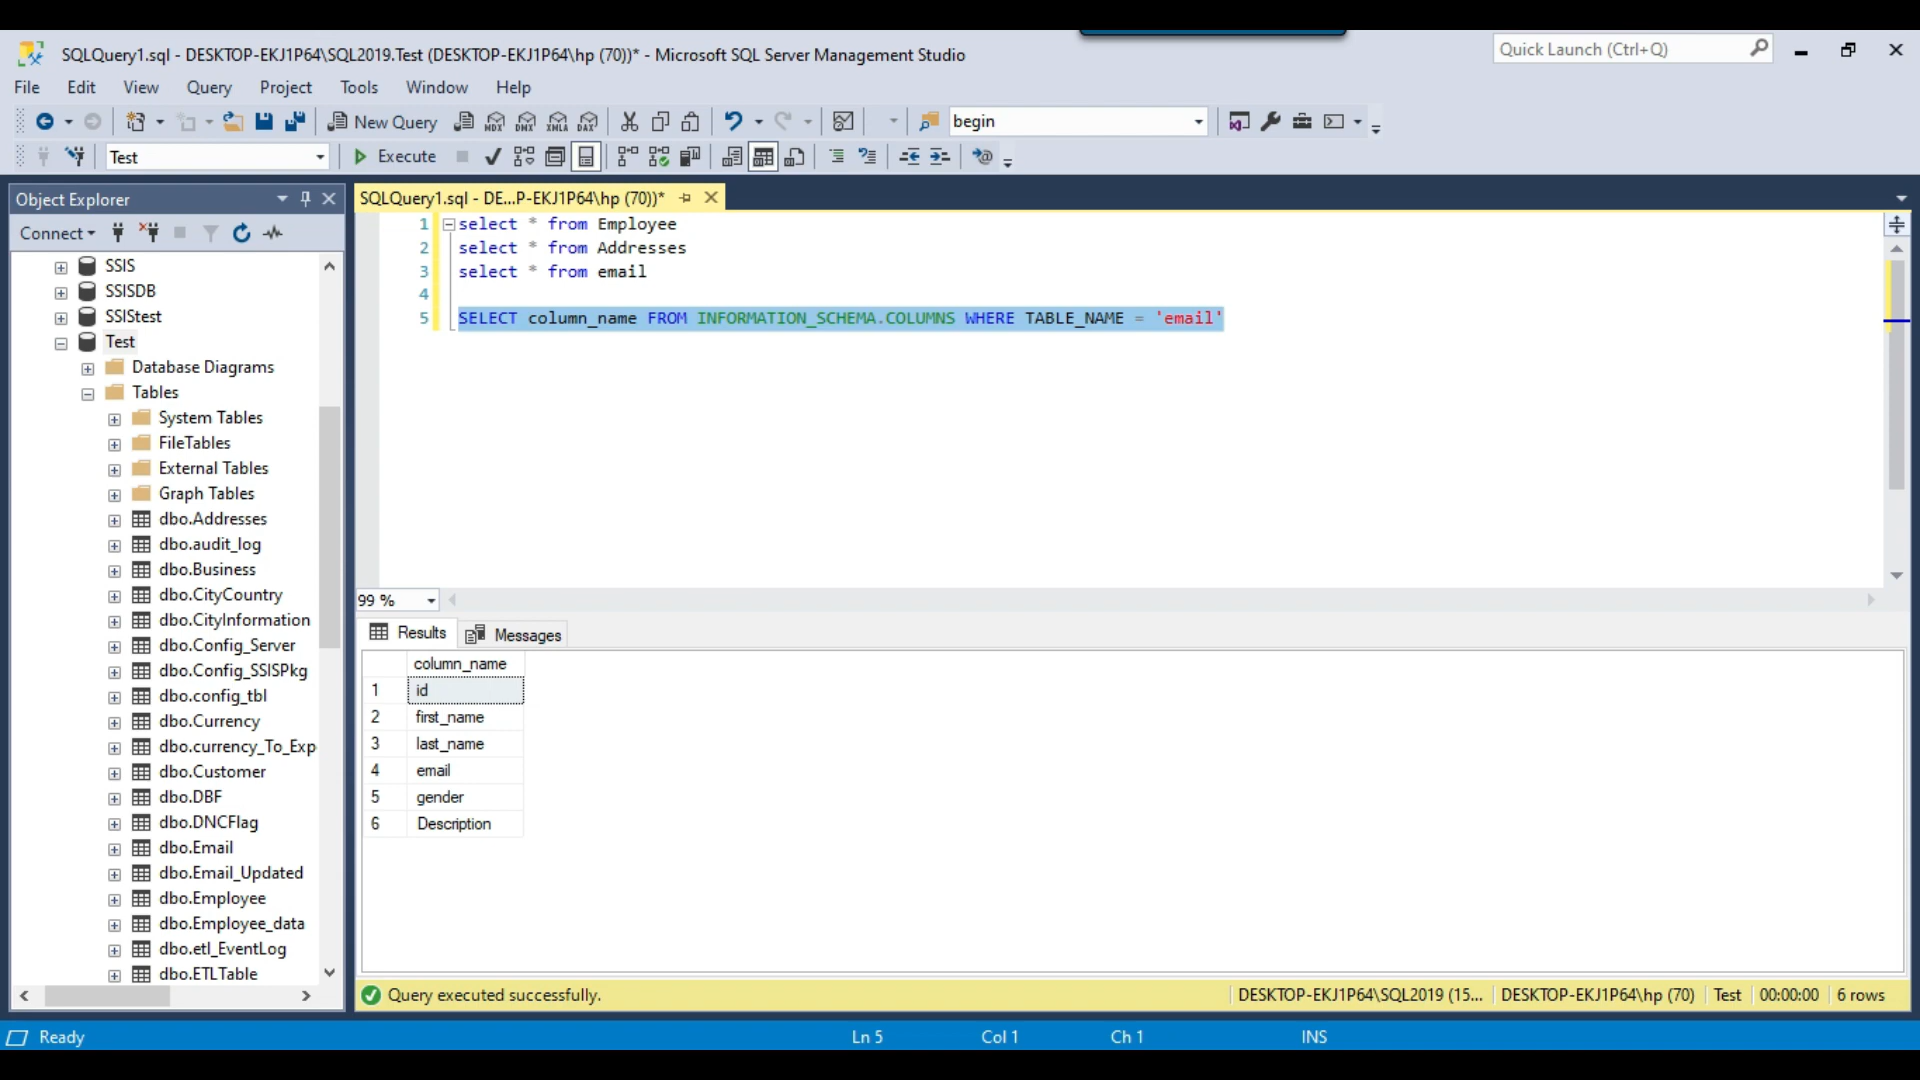 SQLQuery1.sql - DESKTOP-EKJ1P64\SQL2019.Test (DESKTOP-EKJ1P64\hp (70))* - Microsoft SQL Server Management Studio
Quick Launch (Ctrl+Q)
File Edit View Query Project Tools Window Help
New Query
MDX DMX XMLA DAX
begin
Test
Execute
Object Explorer
Connect
SSIS
SSISDB
SSIStest
Test
Database Diagrams
Tables
System Tables
FileTables
External Tables
Graph Tables
dbo.Addresses
dbo.audit_log
dbo.Business
dbo.CityCountry
dbo.CityInformation
dbo.Config_Server
dbo.Config_SSISPkg
dbo.config_tbl
dbo.Currency
dbo.currency_To_Exp
dbo.Customer
dbo.DBF
dbo.DNCFlag
dbo.Email
dbo.Email_Updated
dbo.Employee
dbo.Employee_data
dbo.etl_EventLog
dbo.ETLTable
SQLQuery1.sql - DE...P-EKJ1P64\hp (70))*
1 select * from Employee
2 select * from Addresses
3 select * from email
4
5 SELECT column_name FROM INFORMATION_SCHEMA.COLUMNS WHERE TABLE_NAME = 'email'
99 %
Results Messages
column_name
1 id
2 first_name
3 last_name
4 email
5 gender
6 Description
Query executed successfully.
DESKTOP-EKJ1P64\SQL2019 (15... DESKTOP-EKJ1P64\hp (70) Test 00:00:00 6 rows
Ready Ln 5 Col 1 Ch 1 INS